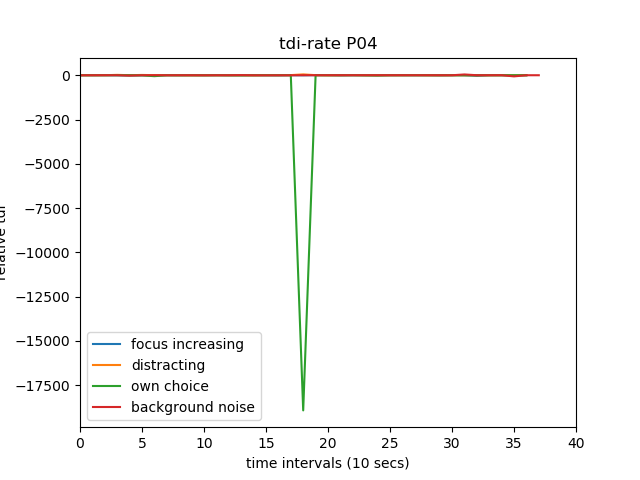 tdi-rate P04
0
−2500
−5000
−7500
−10000
−12500
−15000
−17500
relative tdi
focus increasing
distracting
own choice
background noise
0 5 10 15 20 25 30 35 40
time intervals (10 secs)